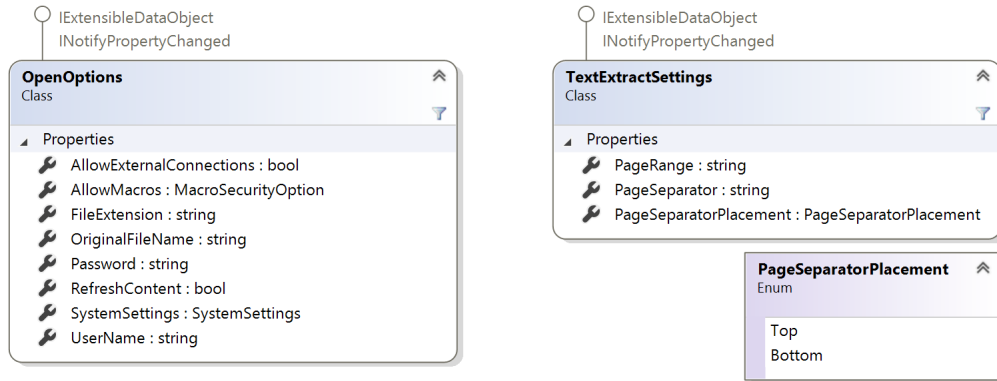 IExtensibleDataObject
INotifyPropertyChanged
OpenOptions
Class
Properties
AllowExternalConnections : bool
AllowMacros : MacroSecurityOption
FileExtension : string
OriginalFileName : string
Password : string
RefreshContent : bool
SystemSettings : SystemSettings
UserName : string
IExtensibleDataObject
INotifyPropertyChanged
TextExtractSettings
Class
Properties
PageRange : string
PageSeparator : string
PageSeparatorPlacement : PageSeparatorPlacement
PageSeparatorPlacement
Enum
Top
Bottom